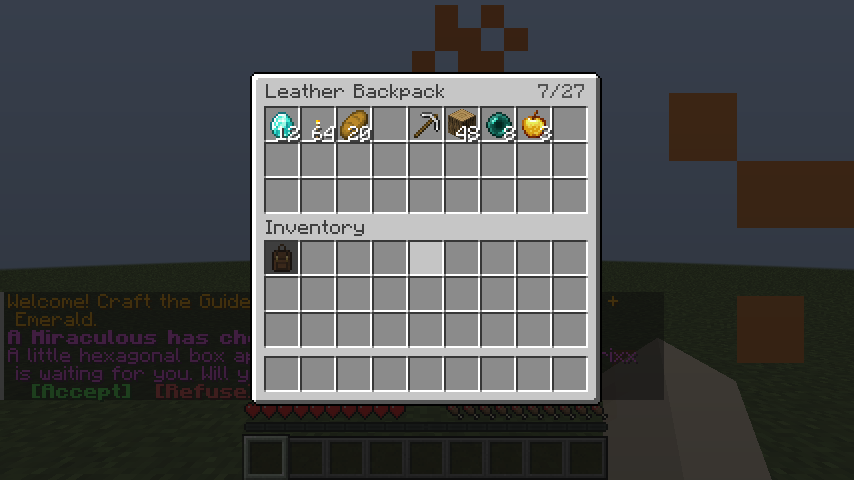 Leather Backpack 7/27
12 64 20 48 8 3
Inventory
Welcome! Craft the Guide +
Emerald.
A Miraculous has
A little hexagonal box rixx
is waiting for you. Will
[Accept] [Refuse